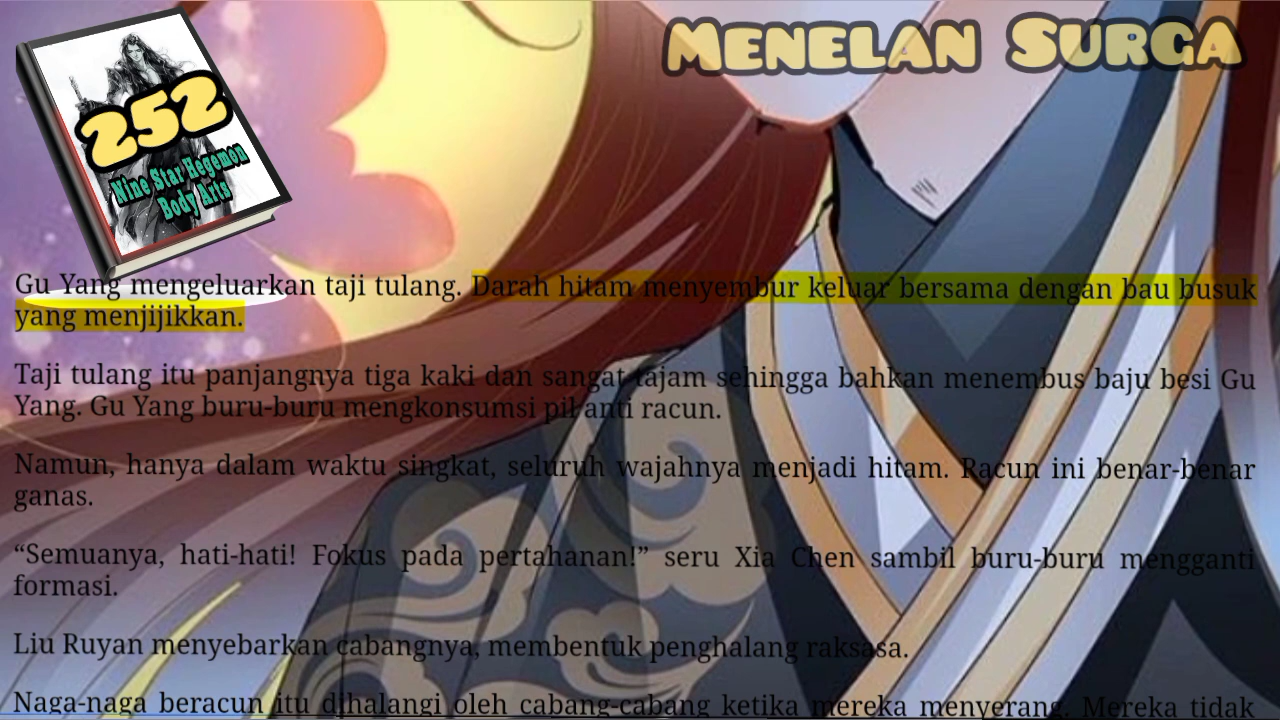 MENELAN SURGA
252
Nine Star Hegemon
Body Arts
Gu Yang mengeluarkan taji tulang. Darah hitam menyembur keluar bersama dengan bau busuk
yang menjijikkan.
Taji tulang itu panjangnya tiga kaki dan sangat tajam sehingga bahkan menembus baju besi Gu
Yang. Gu Yang buru-buru mengkonsumsi pil anti racun.
Namun, hanya dalam waktu singkat, seluruh wajahnya menjadi hitam. Racun ini benar-benar
ganas.
“Semuanya, hati-hati! Fokus pada pertahanan!” seru Xia Chen sambil buru-buru mengganti
formasi.
Liu Ruyan menyebarkan cabangnya, membentuk penghalang raksasa.
Naga-naga beracun itu dihalangi oleh cabang-cabang ketika mereka menyerang. Mereka tidak